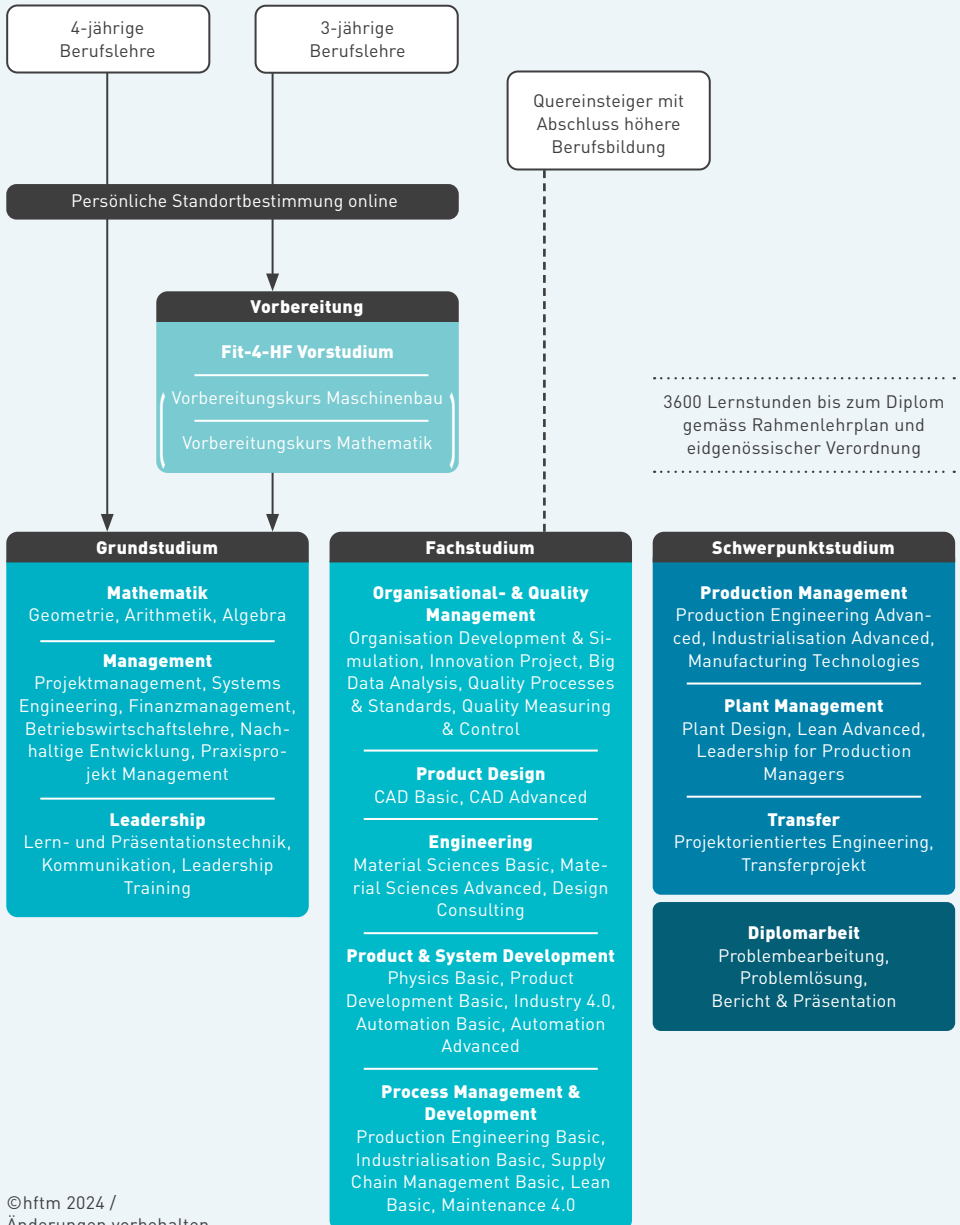 4-jährige
Berufslehre
3-jährige
Berufslehre
Quereinsteiger mit
Abschluss höhere
Berufsbildung
Persönliche Standortbestimmung online
Vorbereitung
Fit-4-HF Vorstudium
Vorbereitungskurs Maschinenbau
Vorbereitungskurs Mathematik
3600 Lernstunden bis zum Diplom
gemäss Rahmenlehrplan und
eidgenössischer Verordnung
Grundstudium
Mathematik
Geometrie, Arithmetik, Algebra
Management
Projektmanagement, Systems
Engineering, Finanzmanagement,
Betriebswirtschaftslehre, Nach-
haltige Entwicklung, Praxispro-
jekt Management
Leadership
Lern- und Präsentationstechnik,
Kommunikation, Leadership
Training
Fachstudium
Organisational- & Quality
Management
Organisation Development & Si-
mulation, Innovation Project, Big
Data Analysis, Quality Processes
& Standards, Quality Measuring
& Control
Product Design
CAD Basic, CAD Advanced
Engineering
Material Sciences Basic, Mate-
rial Sciences Advanced, Design
Consulting
Product & System Development
Physics Basic, Product
Development Basic, Industry 4.0,
Automation Basic, Automation
Advanced
Process Management &
Development
Production Engineering Basic,
Industrialisation Basic, Supply
Chain Management Basic, Lean
Basic, Maintenance 4.0
Schwerpunktstudium
Production Management
Production Engineering Advan-
ced, Industrialisation Advanced,
Manufacturing Technologies
Plant Management
Plant Design, Lean Advanced,
Leadership for Production
Managers
Transfer
Projektorientiertes Engineering,
Transferprojekt
Diplomarbeit
Problembearbeitung,
Problemlösung,
Bericht & Präsentation
©hftm 2024 /
Änderungen vorbehalten